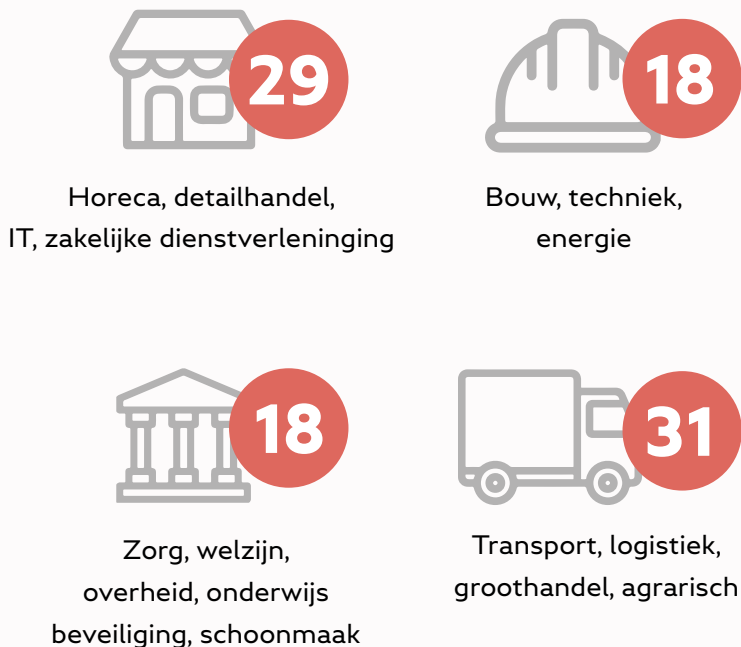 29
Horeca, detailhandel,
IT, zakelijke dienstverleninging
18
Bouw, techniek,
energie
18
Zorg, welzijn,
overheid, onderwijs
beveiliging, schoonmaak
31
Transport, logistiek,
groothandel, agrarisch